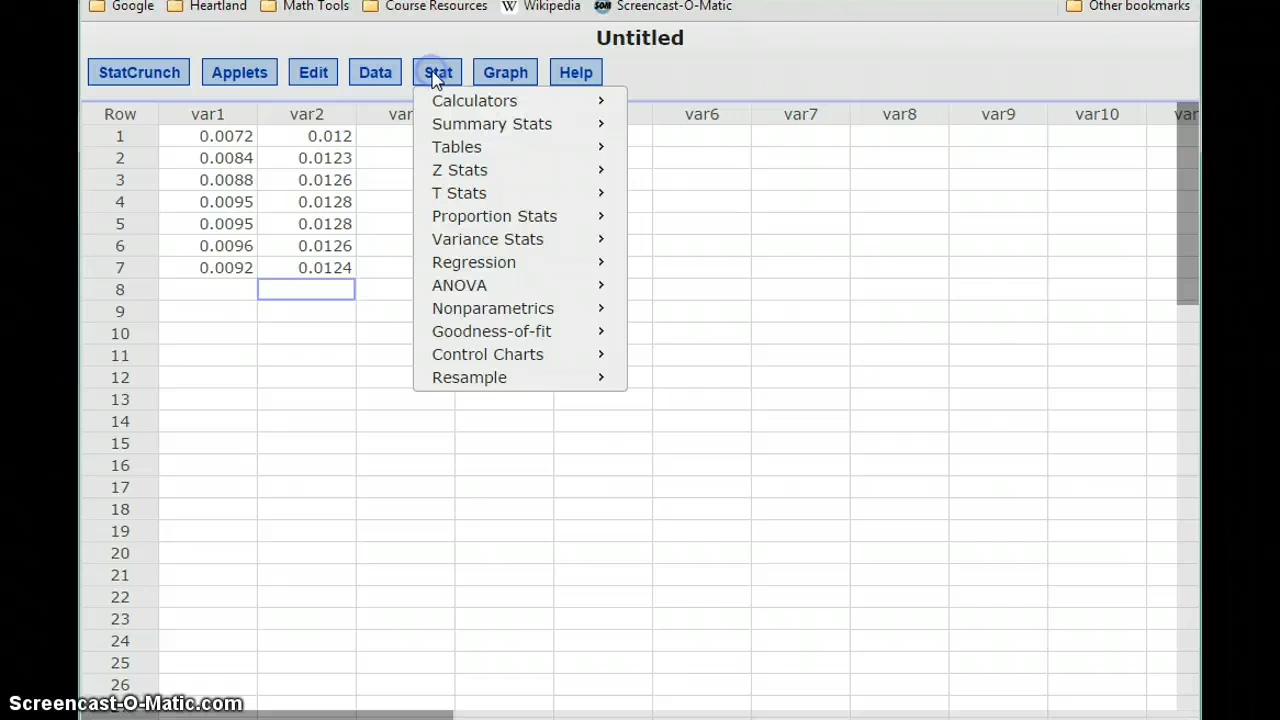 Google Heartland Math Tools Course Resources W Wikipedia SOM Screencast-O-Matic Other bookmarks
Untitled
StatCrunch Applets Edit Data Stat Graph Help
Row var1 var2 var var6 var7 var8 var9 var10 var
1 0.0072 0.012
2 0.0084 0.0123
3 0.0088 0.0126
4 0.0095 0.0128
5 0.0095 0.0128
6 0.0096 0.0126
7 0.0092 0.0124
8
9
10
11
12
13
14
15
16
17
18
19
20
21
22
23
24
25
26
Calculators
Summary Stats
Tables
Z Stats
T Stats
Proportion Stats
Variance Stats
Regression
ANOVA
Nonparametrics
Goodness-of-fit
Control Charts
Resample
Screencast-O-Matic.com